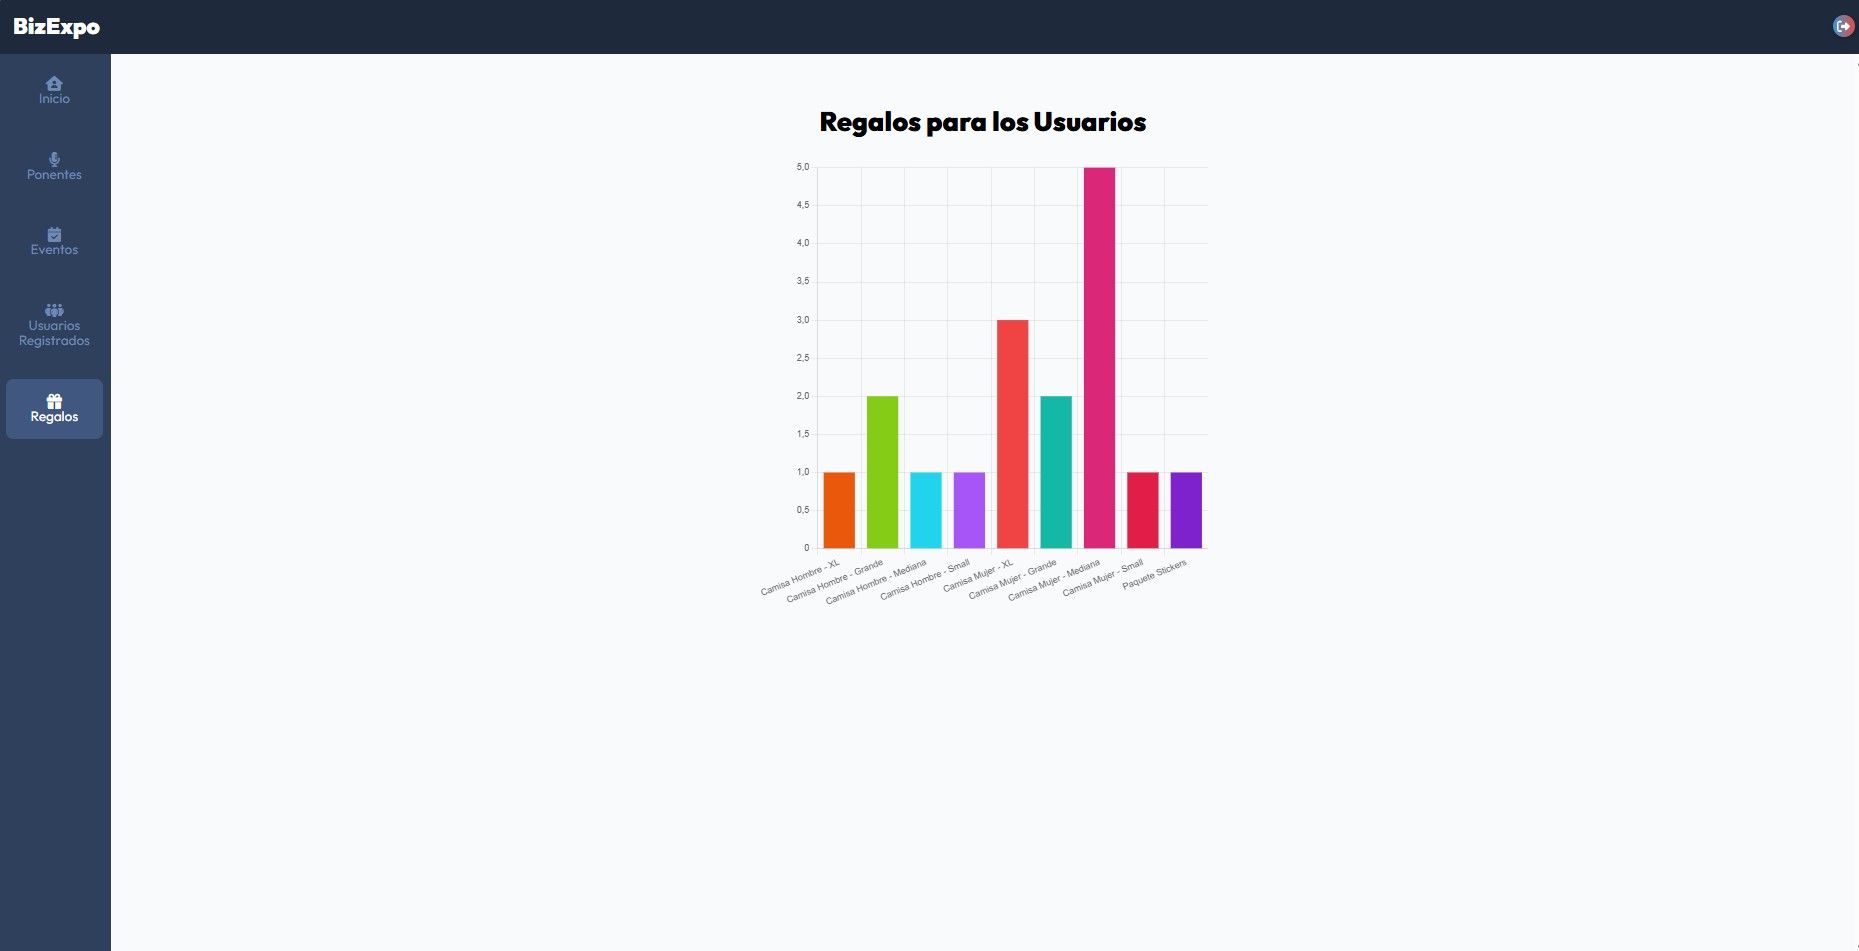 BizExpo
Inicio
Ponentes
Eventos
Usuarios
Registrados
Regalos
Regalos para los Usuarios
5,0
4,5
4,0
3,5
3,0
2,5
2,0
1,5
1,0
0,5
0
Camisa Hombre - XL
Camisa Hombre - Grande
Camisa Hombre - Mediana
Camisa Hombre - Small
Camisa Mujer - XL
Camisa Mujer - Grande
Camisa Mujer - Mediana
Camisa Mujer - Small
Paquete Stickers